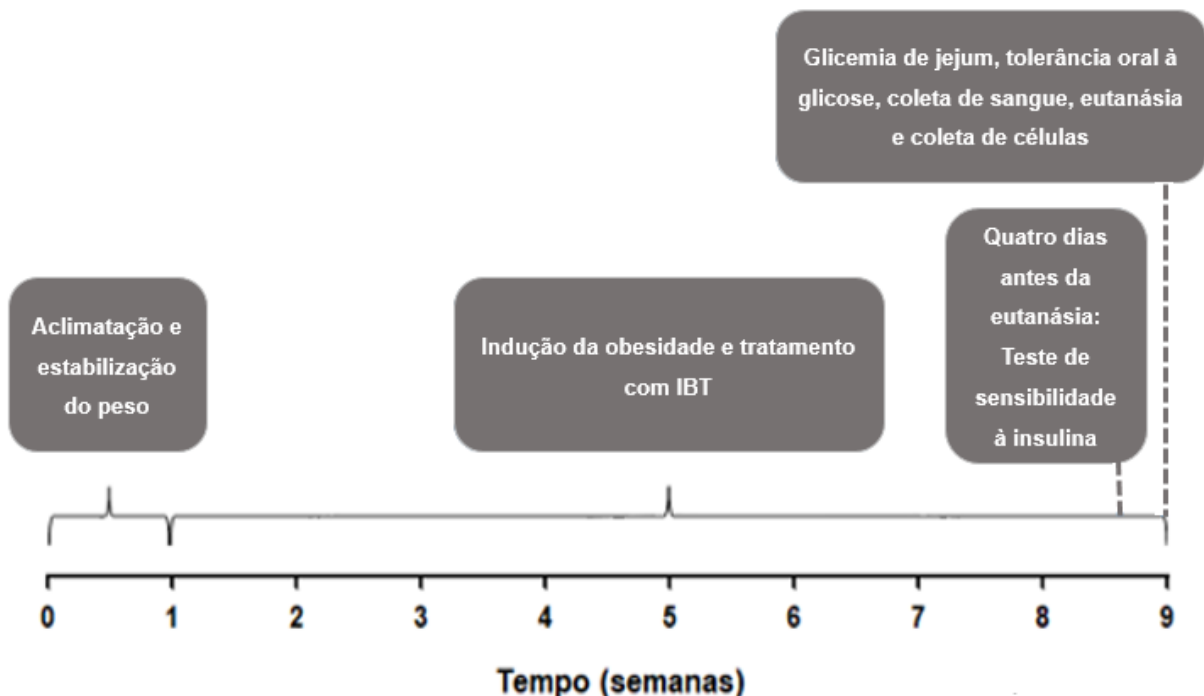 Glicemia de jejum, tolerância oral à
glicose, coleta de sangue, eutanásia
e coleta de células
Quatro dias
antes da
eutanásia:
Teste de
sensibilidade
à insulina
Aclimatação e
estabilização
do peso
Indução da obesidade e tratamento
com IBT
0 1 2 3 4 5 6 7 8 9
Tempo (semanas)